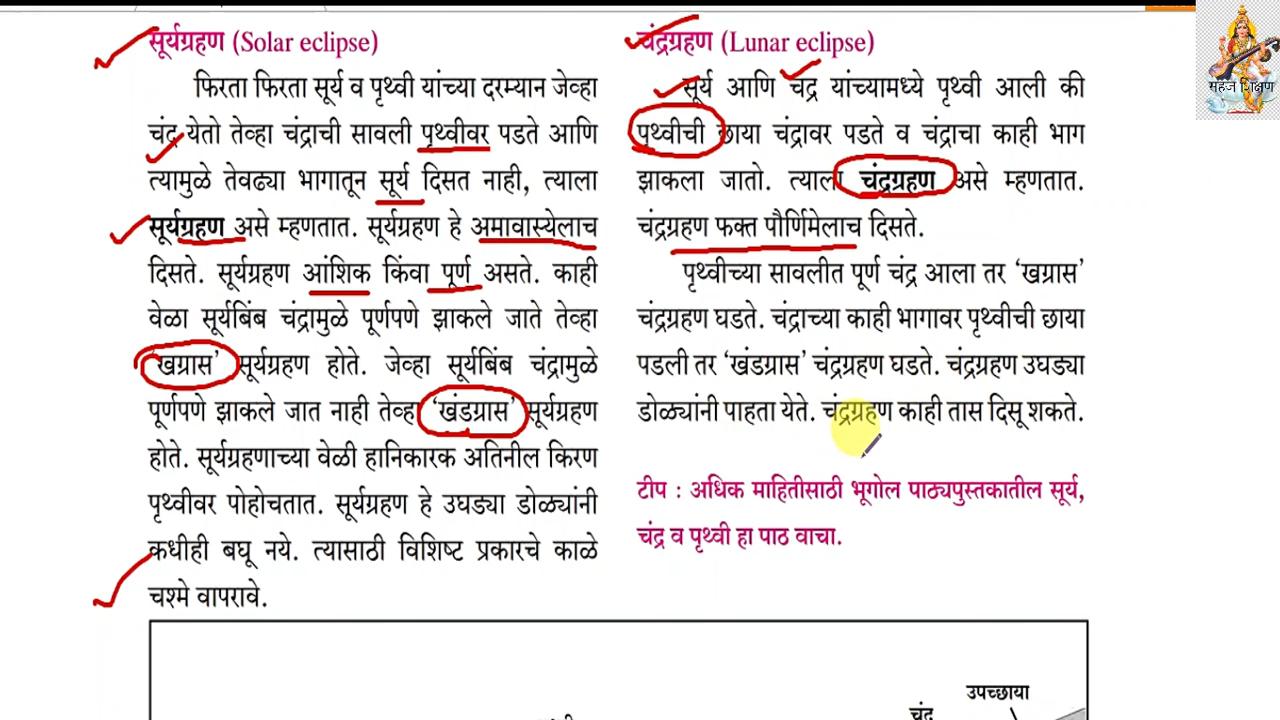 सूर्यग्रहण (Solar eclipse)
फिरता फिरता सूर्य व पृथ्वी यांच्या दरम्यान जेव्हा
चंद्र येतो तेव्हा चंद्राची सावली पृथ्वीवर पडते आणि
त्यामुळे तेवढ्या भागातून सूर्य दिसत नाही, त्याला
सूर्यग्रहण असे म्हणतात. सूर्यग्रहण हे अमावास्येलाच
दिसते. सूर्यग्रहण आंशिक किंवा पूर्ण असते. काही
वेळा सूर्यबिंब चंद्रामुळे पूर्णपणे झाकले जाते तेव्हा
‘खग्रास’ सूर्यग्रहण होते. जेव्हा सूर्यबिंब चंद्रामुळे
पूर्णपणे झाकले जात नाही तेव्हा ‘खंडग्रास’ सूर्यग्रहण
होते. सूर्यग्रहणाच्या वेळी हानिकारक अतिनील किरण
पृथ्वीवर पोहोचतात. सूर्यग्रहण हे उघड्या डोळ्यांनी
कधीही बघू नये. त्यासाठी विशिष्ट प्रकारचे काळे
चश्मे वापरावे.
चंद्रग्रहण (Lunar eclipse)
सूर्य आणि चंद्र यांच्यामध्ये पृथ्वी आली की
पृथ्वीची छाया चंद्रावर पडते व चंद्राचा काही भाग
झाकला जातो. त्याला चंद्रग्रहण असे म्हणतात.
चंद्रग्रहण फक्त पौर्णिमेलाच दिसते.
पृथ्वीच्या सावलीत पूर्ण चंद्र आला तर ‘खग्रास’
चंद्रग्रहण घडते. चंद्राच्या काही भागावर पृथ्वीची छाया
पडली तर ‘खंडग्रास’ चंद्रग्रहण घडते. चंद्रग्रहण उघड्या
डोळ्यांनी पाहता येते. चंद्रग्रहण काही तास दिसू शकते.
टीप : अधिक माहितीसाठी भूगोल पाठ्यपुस्तकातील सूर्य,
चंद्र व पृथ्वी हा पाठ वाचा.
उपच्छाया
चंद्र
सहज शिक्षण